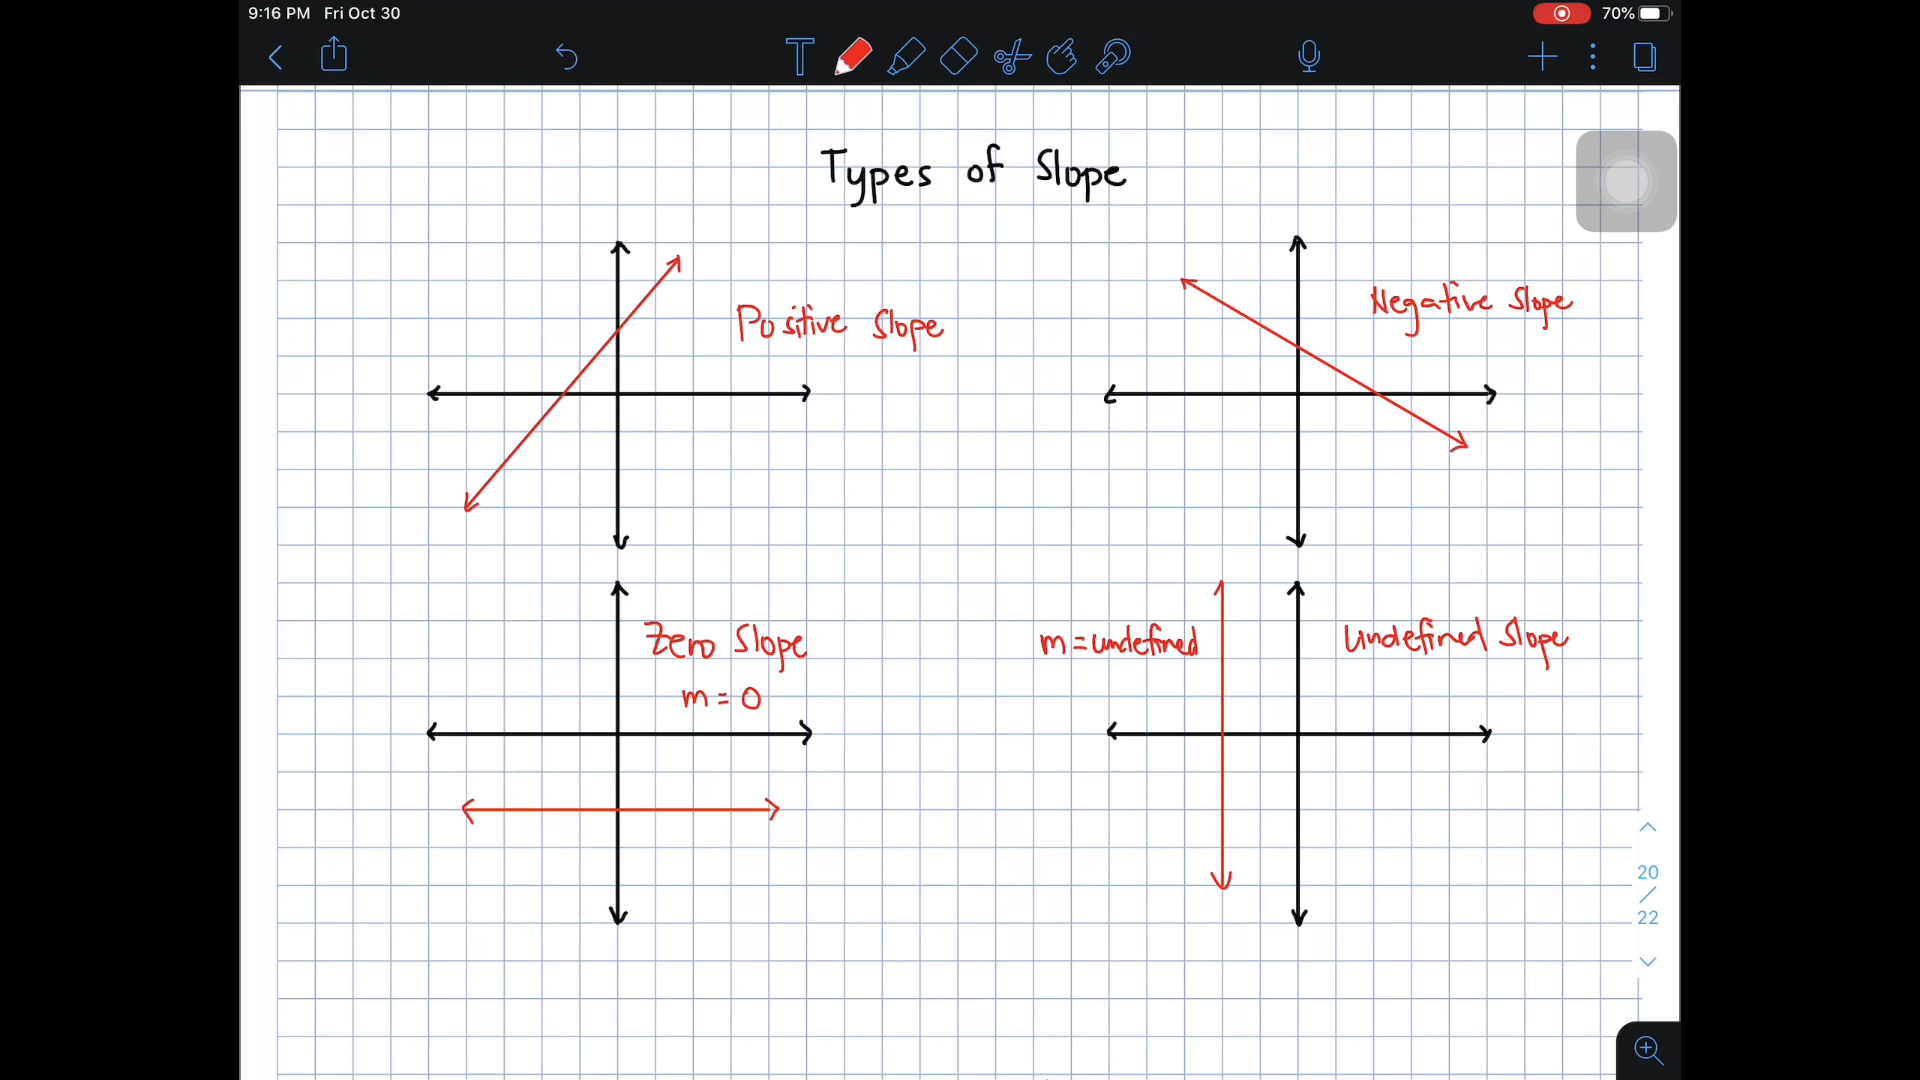 9:16 PM Fri Oct 30
70%
T
Types of Slope
Positive Slope
Negative Slope
Zero Slope
m = 0
m = undefined
Undefined Slope
20
22